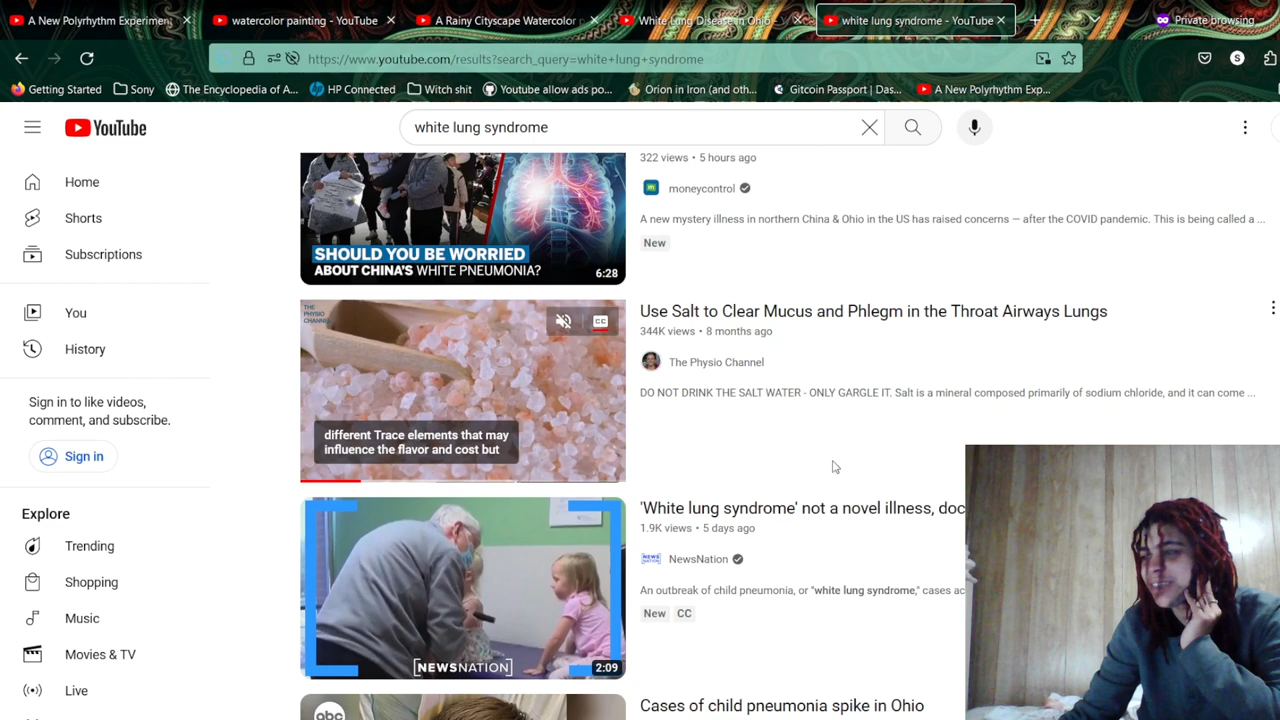 A New Polyrhythm Experiment
watercolor painting - YouTube
A Rainy Cityscape Watercolor
White Lung Disease in Ohio - Y
white lung syndrome - YouTube
Private browsing
https://www.youtube.com/results?search_query=white+lung+syndrome
S
Getting Started
Sony
The Encyclopedia of A...
HP Connected
Witch shit
Youtube allow ads po...
Orion in Iron (and oth...
Gitcoin Passport | Das...
A New Polyrhythm Exp...
YouTube
white lung syndrome
Home
Shorts
Subscriptions
You
History
Sign in to like videos,
comment, and subscribe.
Sign in
Explore
Trending
Shopping
Music
Movies & TV
Live
SHOULD YOU BE WORRIED
ABOUT CHINA'S WHITE PNEUMONIA?
6:28
322 views • 5 hours ago
moneycontrol
A new mystery illness in northern China & Ohio in the US has raised concerns — after the COVID pandemic. This is being called a ...
New
THE
PHYSIO
CHANNEL
CC
different Trace elements that may
influence the flavor and cost but
Use Salt to Clear Mucus and Phlegm in the Throat Airways Lungs
344K views • 8 months ago
The Physio Channel
DO NOT DRINK THE SALT WATER - ONLY GARGLE IT. Salt is a mineral composed primarily of sodium chloride, and it can come ...
NEWSNATION
2:09
'White lung syndrome' not a novel illness, doc
1.9K views • 5 days ago
NEWS
NATION
NewsNation
An outbreak of child pneumonia, or "white lung syndrome," cases ac
New
CC
abc
Cases of child pneumonia spike in Ohio